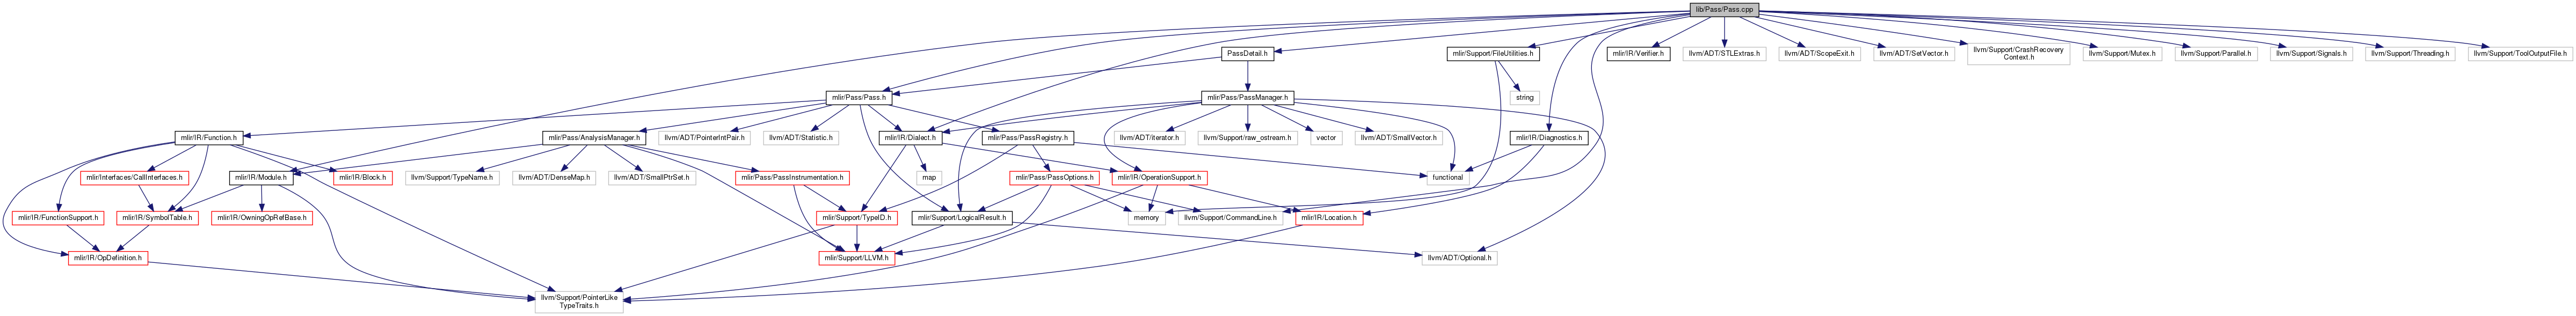 lib/Pass/Pass.cpp
PassDetail.h
mlir/Support/FileUtilities.h
mlir/IR/Verifier.h
llvm/ADT/STLExtras.h
llvm/ADT/ScopeExit.h
llvm/ADT/SetVector.h
llvm/Support/CrashRecovery
Context.h
llvm/Support/Mutex.h
llvm/Support/Parallel.h
llvm/Support/Signals.h
llvm/Support/Threading.h
llvm/Support/ToolOutputFile.h
mlir/Pass/Pass.h
mlir/Pass/PassManager.h
string
mlir/IR/Function.h
mlir/Pass/AnalysisManager.h
llvm/ADT/PointerIntPair.h
llvm/ADT/Statistic.h
mlir/IR/Dialect.h
mlir/Pass/PassRegistry.h
llvm/ADT/iterator.h
llvm/Support/raw_ostream.h
vector
llvm/ADT/SmallVector.h
mlir/IR/Diagnostics.h
mlir/Interfaces/CallInterfaces.h
mlir/IR/Module.h
mlir/IR/Block.h
llvm/Support/TypeName.h
llvm/ADT/DenseMap.h
llvm/ADT/SmallPtrSet.h
mlir/Pass/PassInstrumentation.h
map
mlir/Pass/PassOptions.h
mlir/IR/OperationSupport.h
functional
mlir/IR/FunctionSupport.h
mlir/IR/SymbolTable.h
mlir/IR/OwningOpRefBase.h
mlir/Support/TypeID.h
mlir/Support/LogicalResult.h
memory
llvm/Support/CommandLine.h
mlir/IR/Location.h
mlir/IR/OpDefinition.h
mlir/Support/LLVM.h
llvm/ADT/Optional.h
llvm/Support/PointerLike
TypeTraits.h